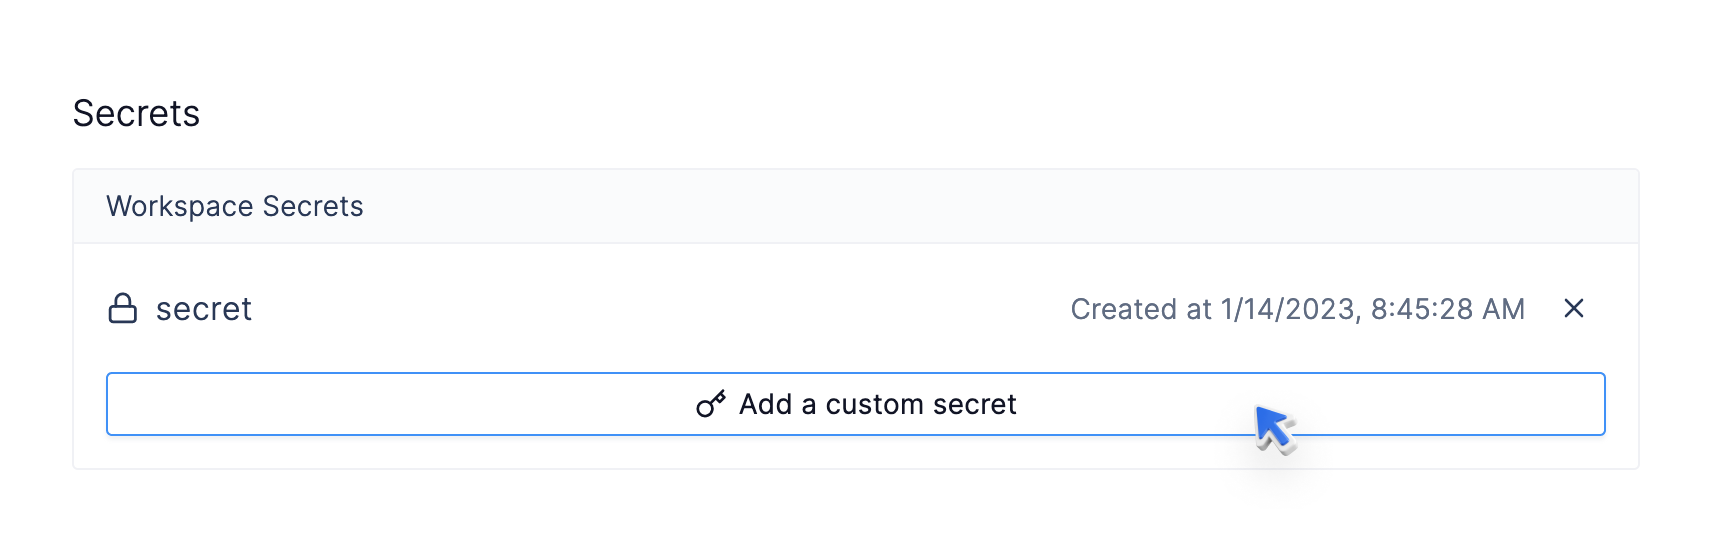 Secrets
Workspace Secrets
secret Created at 1/14/2023, 8:45:28 AM
Add a custom secret